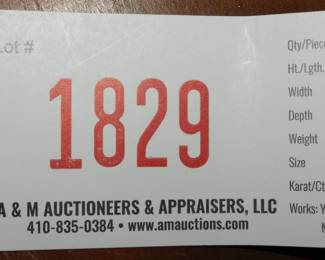 Lot #
1829
A & M AUCTIONEERS & APPRAISERS, LLC
410-835-0384 • www.amauctions.com
Qty/Piece
Ht./Lgth.
Width
Depth
Weight
Size
Karat/Ct
Works: Y
N